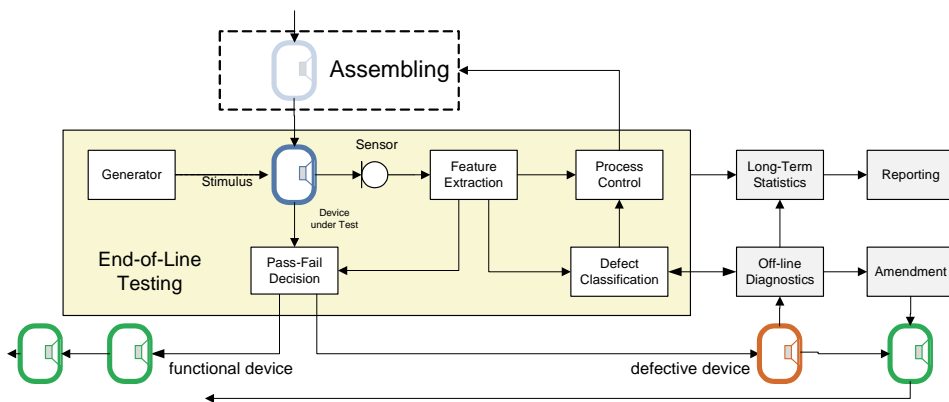 Assembling
Sensor
Generator
Stimulus
Feature
Extraction
Process
Control
Long-Term
Statistics
Reporting
Device
under Test
End-of-Line
Testing
Pass-Fail
Decision
Defect
Classification
Off-line
Diagnostics
Amendment
functional device
defective device